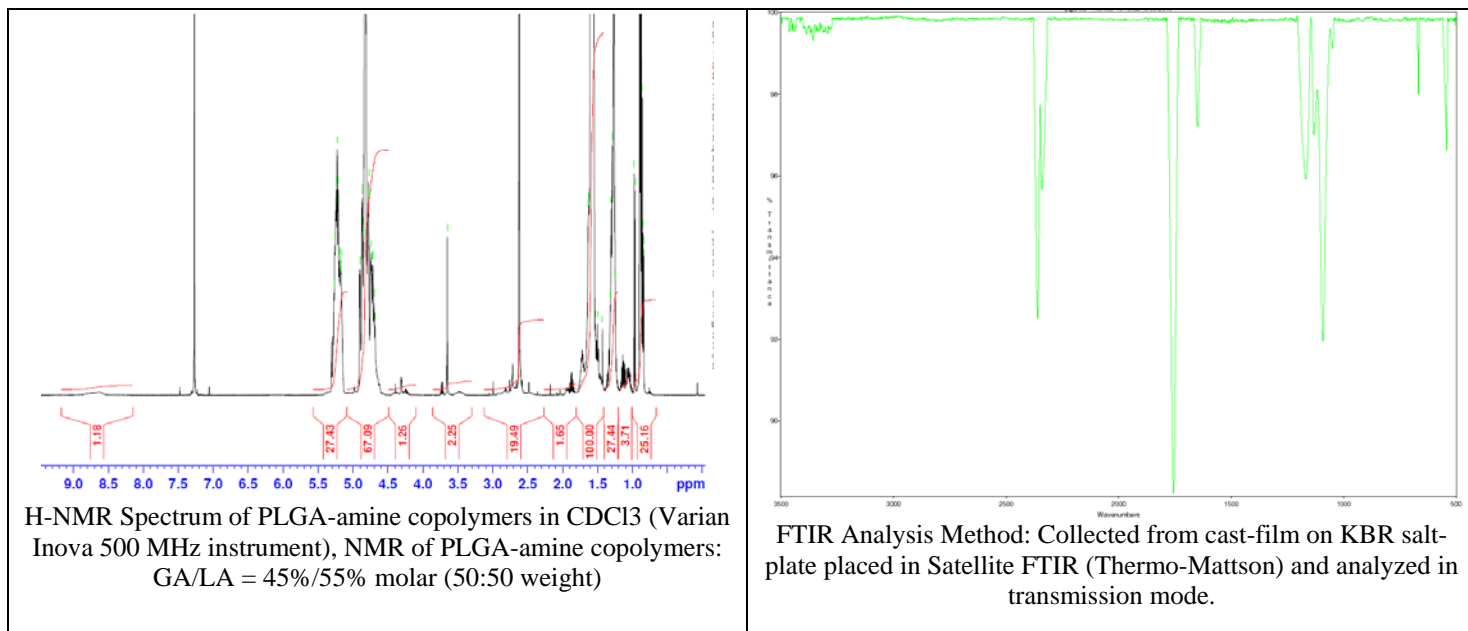 27.43
67.09
1.26
2.25
19.49
1.65
100.00
27.44
3.71
25.16
1.18
9.0 8.5 8.0 7.5 7.0 6.5 6.0 5.5 5.0 4.5 4.0 3.5 3.0 2.5 2.0 1.5 1.0 ppm
H-NMR Spectrum of PLGA-amine copolymers in CDCl3 (Varian
Inova 500 MHz instrument), NMR of PLGA-amine copolymers:
GA/LA = 45%/55% molar (50:50 weight)
100
98
96
94
92
90
% Transmittance
3500 3000 2000 1500 1000 500
Wavenumbers
FTIR Analysis Method: Collected from cast-film on KBR salt-
plate placed in Satellite FTIR (Thermo-Mattson) and analyzed in
transmission mode.